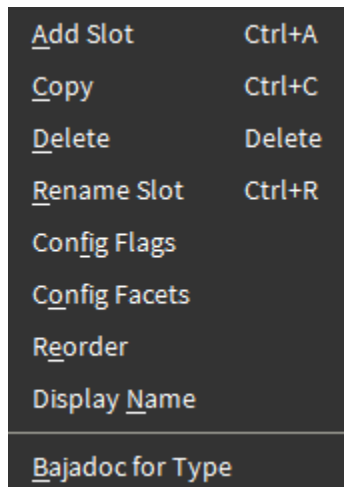 Add Slot Ctrl+A
Copy Ctrl+C
Delete Delete
Rename Slot Ctrl+R
Config Flags
Config Facets
Reorder
Display Name
Bajadoc for Type